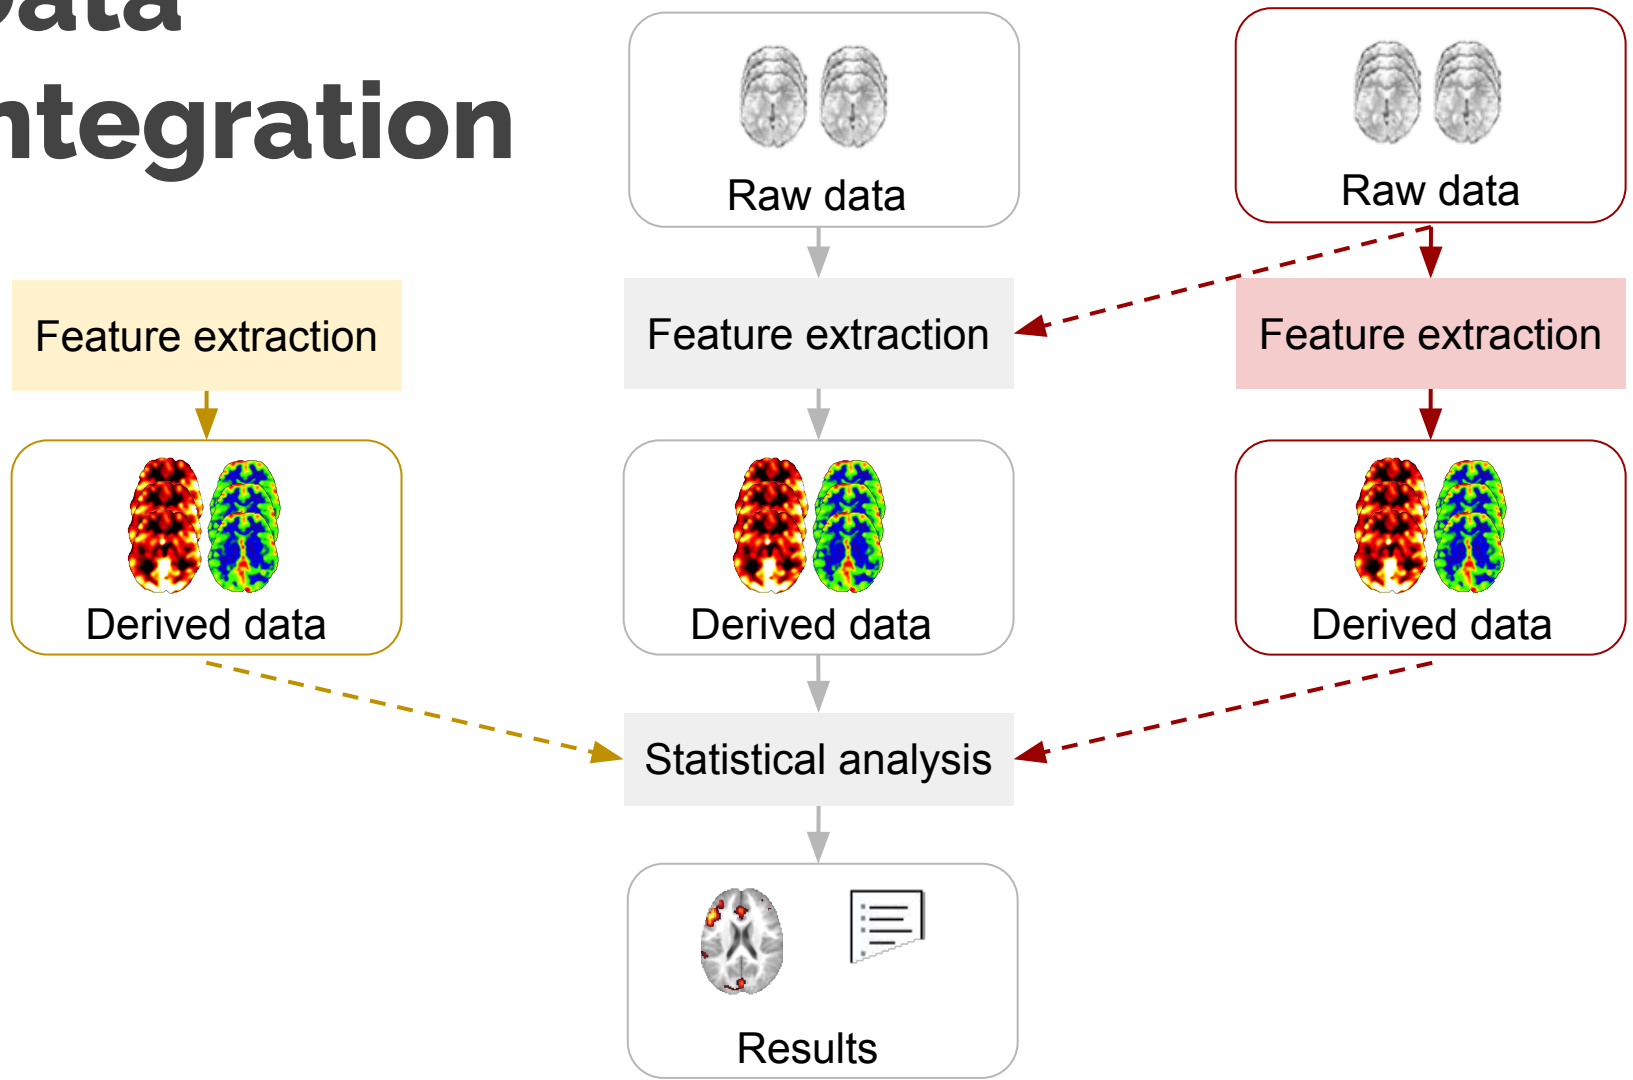 Data
ntegration
Raw data
Raw data
Feature extraction
Feature extraction
Feature extraction
Derived data
Derived data
Derived data
Statistical analysis
Results